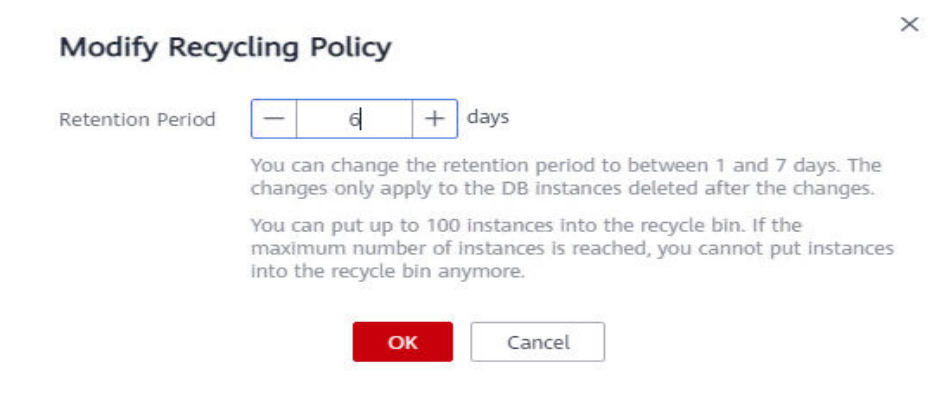 Modify Recycling Policy
Retention Period — 6 + days
You can change the retention period to between 1 and 7 days. The
changes only apply to the DB instances deleted after the changes.
You can put up to 100 instances into the recycle bin. If the
maximum number of instances is reached, you cannot put instances
into the recycle bin anymore.
OK Cancel